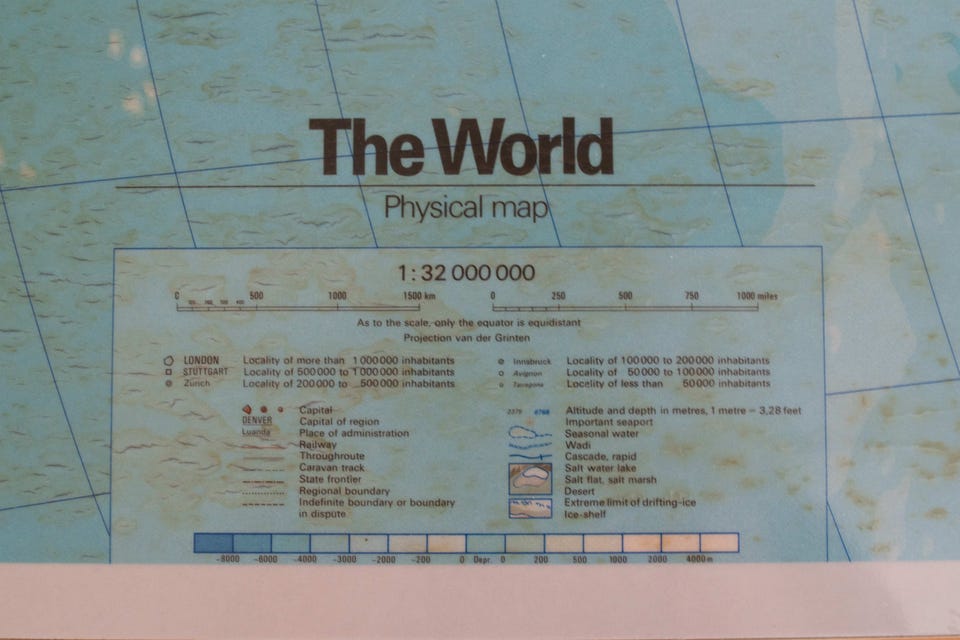 The World
Physical map
1:32 000 000
0 100 200 300 400 500 1000 1500 km
0 250 500 750 1000 miles
As to the scale, only the equator is equidistant
Projection van der Grinten
LONDON Locality of more than 1 000 000 inhabitants
STUTTGART Locality of 500 000 to 1 000 000 inhabitants
Zürich Locality of 200 000 to 500 000 inhabitants
Innsbruck Locality of 100 000 to 200 000 inhabitants
Avignon Locality of 50 000 to 100 000 inhabitants
Tarragona Locality of less than 50 000 inhabitants
Capital
DENVER Capital of region
Luanda Place of administration
Railway
Throughroute
Caravan track
State frontier
Regional boundary
Indefinite boundary or boundary
in dispute
Altitude and depth in metres, 1 metre = 3,28 feet
Important seaport
Seasonal water
Wadi
Cascade, rapid
Salt water lake
Salt flat, salt marsh
Desert
Extreme limit of drifting-ice
Ice-shelf
-8000 -6000 -4000 -3000 -2000 -200 0 Depr. 0 200 500 1000 2000 4000 m